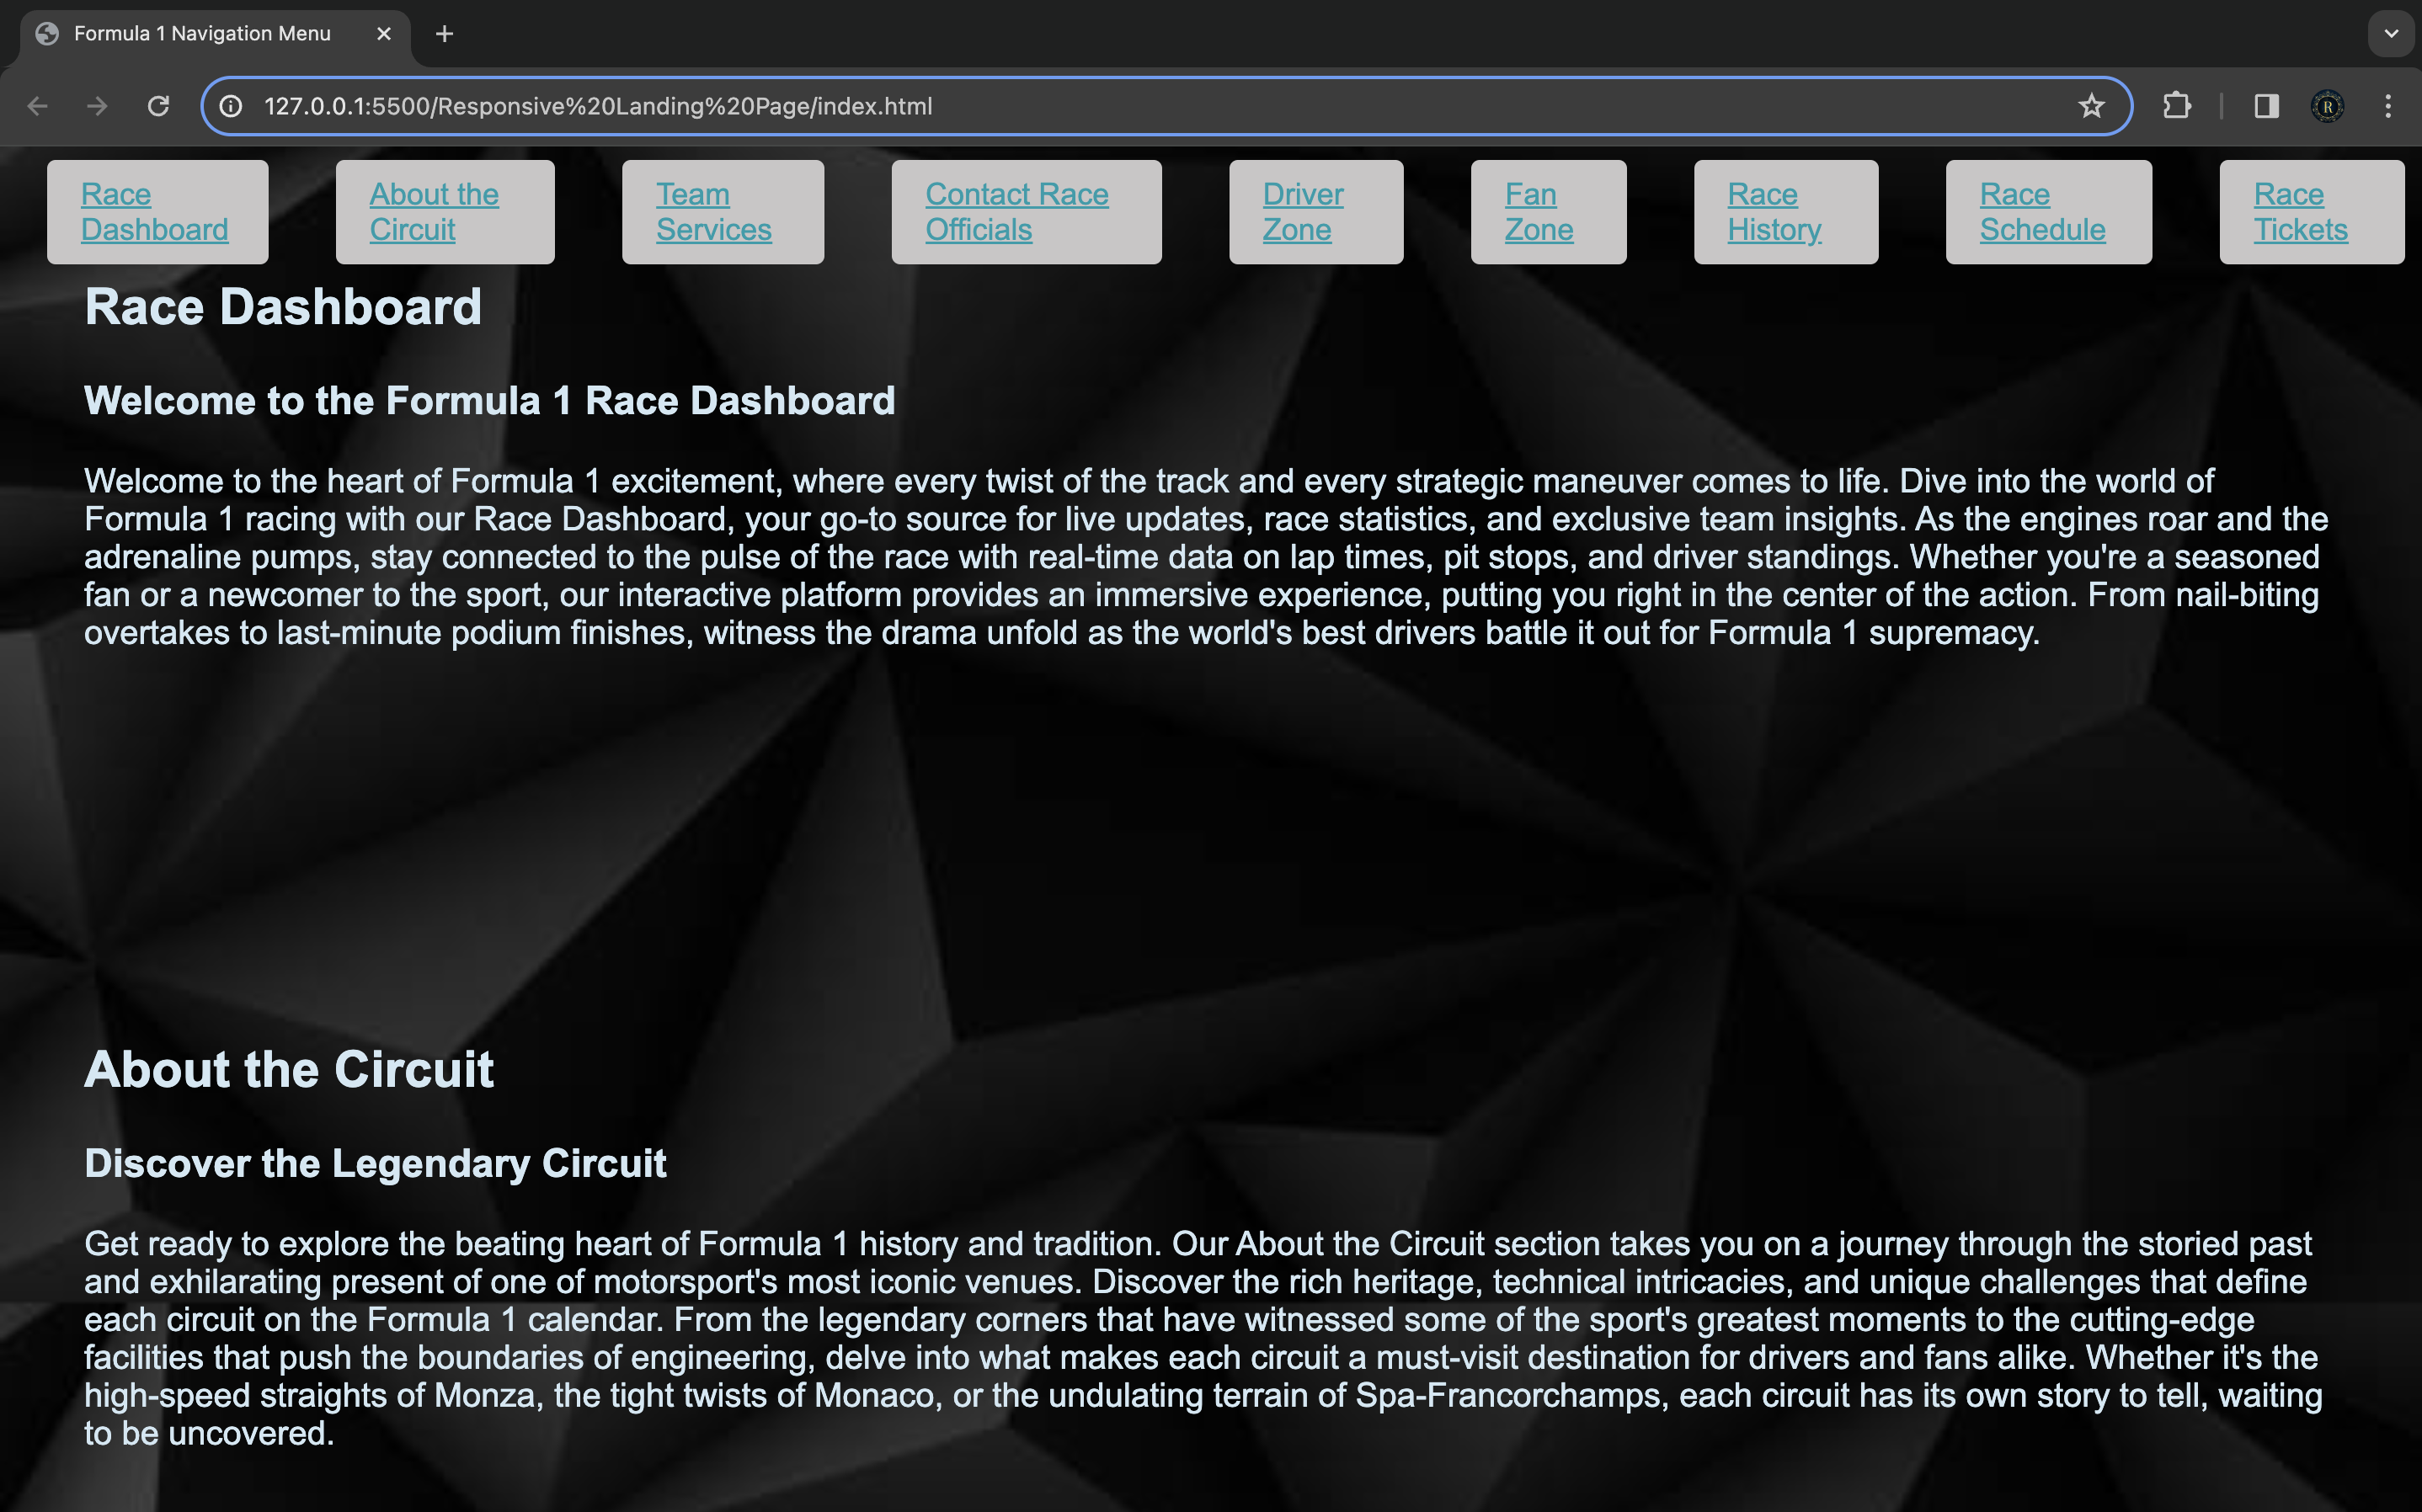 Formula 1 Navigation Menu
127.0.0.1:5500/Responsive%20Landing%20Page/index.html
R
Race
Dashboard
About the
Circuit
Team
Services
Contact Race
Officials
Driver
Zone
Fan
Zone
Race
History
Race
Schedule
Race
Tickets
Race Dashboard
Welcome to the Formula 1 Race Dashboard
Welcome to the heart of Formula 1 excitement, where every twist of the track and every strategic maneuver comes to life. Dive into the world of
Formula 1 racing with our Race Dashboard, your go-to source for live updates, race statistics, and exclusive team insights. As the engines roar and the
adrenaline pumps, stay connected to the pulse of the race with real-time data on lap times, pit stops, and driver standings. Whether you're a seasoned
fan or a newcomer to the sport, our interactive platform provides an immersive experience, putting you right in the center of the action. From nail-biting
overtakes to last-minute podium finishes, witness the drama unfold as the world's best drivers battle it out for Formula 1 supremacy.
About the Circuit
Discover the Legendary Circuit
Get ready to explore the beating heart of Formula 1 history and tradition. Our About the Circuit section takes you on a journey through the storied past
and exhilarating present of one of motorsport's most iconic venues. Discover the rich heritage, technical intricacies, and unique challenges that define
each circuit on the Formula 1 calendar. From the legendary corners that have witnessed some of the sport's greatest moments to the cutting-edge
facilities that push the boundaries of engineering, delve into what makes each circuit a must-visit destination for drivers and fans alike. Whether it's the
high-speed straights of Monza, the tight twists of Monaco, or the undulating terrain of Spa-Francorchamps, each circuit has its own story to tell, waiting
to be uncovered.